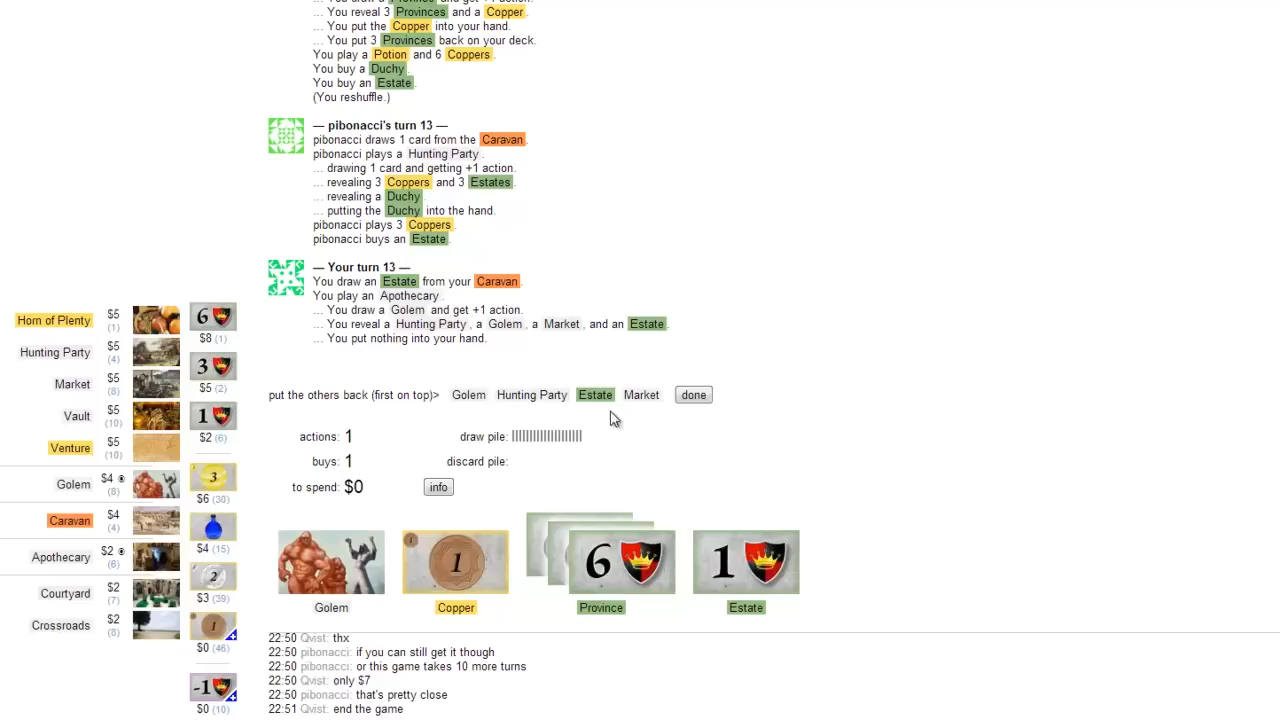 ... You draw a Province and get +1 action.
... You reveal 3 Provinces and a Copper.
... You put the Copper into your hand.
... You put 3 Provinces back on your deck.
You play a Potion and 6 Coppers.
You buy a Duchy.
You buy an Estate.
(You reshuffle.)
— pibonacci's turn 13 —
pibonacci draws 1 card from the Caravan.
pibonacci plays a Hunting Party.
... drawing 1 card and getting +1 action.
... revealing 3 Coppers and 3 Estates.
... revealing a Duchy.
... putting the Duchy into the hand.
pibonacci plays 3 Coppers.
pibonacci buys an Estate.
— Your turn 13 —
You draw an Estate from your Caravan.
You play an Apothecary.
... You draw a Golem and get +1 action.
... You reveal a Hunting Party, a Golem, a Market, and an Estate.
... You put nothing into your hand.
Horn of Plenty $5 (1)
Hunting Party $5 (4)
Market $5 (8)
Vault $5 (10)
Venture $5 (10)
Golem $4 (8)
Caravan $4 (4)
Apothecary $2 (6)
Courtyard $2 (7)
Crossroads $2 (8)
6
$8 (1)
3
$5 (2)
1
$2 (6)
3
$6 (30)
$4 (15)
2
$3 (39)
1
$0 (46)
-1
$0 (10)
put the others back (first on top)> Golem Hunting Party Estate Market done
actions: 1 draw pile: ||||||||||||||||||||
buys: 1 discard pile:
to spend: $0 info
1 6 1
Golem Copper Province Estate
22:50 Qvist: thx
22:50 pibonacci: if you can still get it though
22:50 pibonacci: or this game takes 10 more turns
22:50 Qvist: only $7
22:50 pibonacci: that's pretty close
22:51 Qvist: end the game